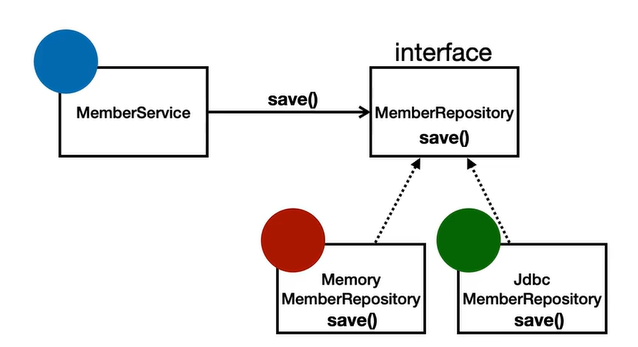 interface
MemberService
save()
MemberRepository
save()
Memory
MemberRepository
save()
Jdbc
MemberRepository
save()